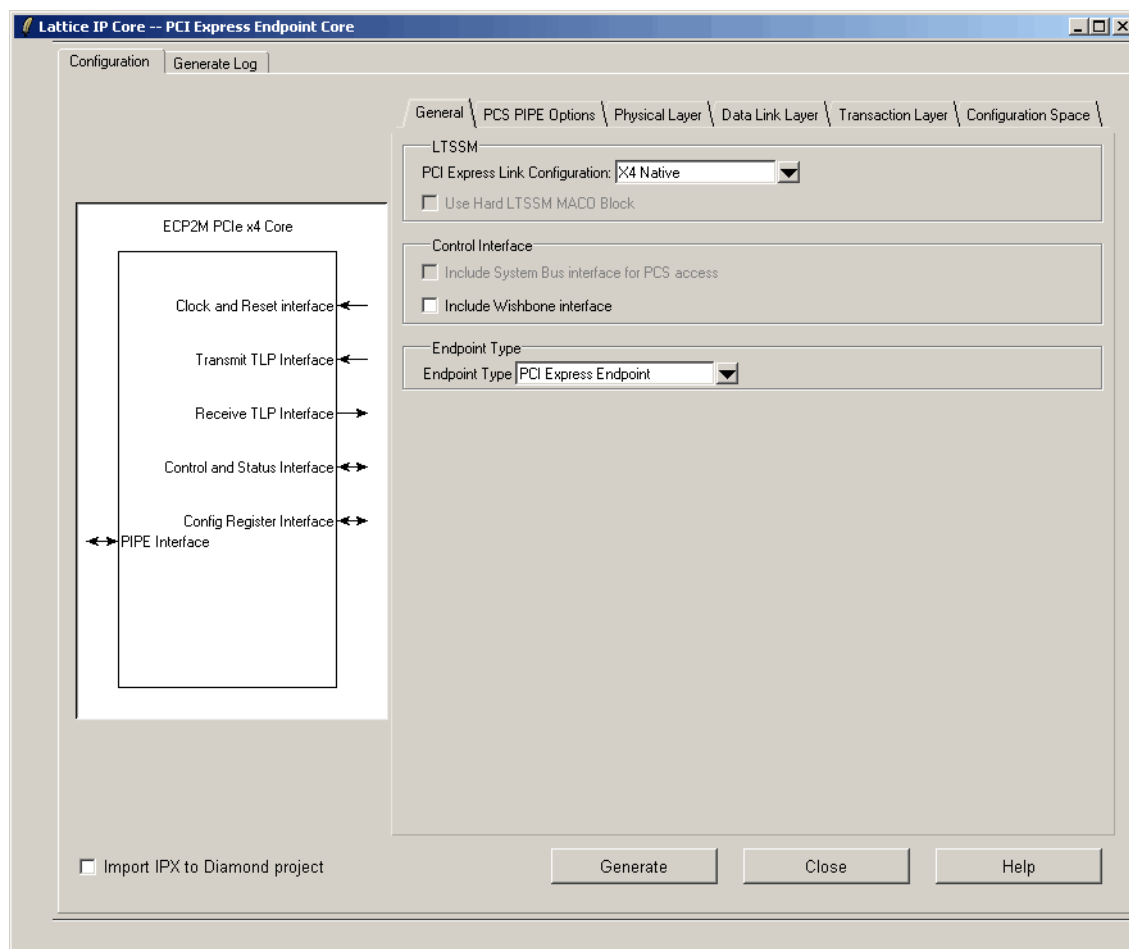 Lattice IP Core -- PCI Express Endpoint Core
Configuration
Generate Log
General
PCS PIPE Options
Physical Layer
Data Link Layer
Transaction Layer
Configuration Space
LTSSM
PCI Express Link Configuration: X4 Native
Use Hard LTSSM MACO Block
Control Interface
Include System Bus interface for PCS access
Include Wishbone interface
Endpoint Type
Endpoint Type PCI Express Endpoint
ECP2M PCIe x4 Core
Clock and Reset interface
Transmit TLP Interface
Receive TLP Interface
Control and Status Interface
Config Register Interface
PIPE Interface
Import IPX to Diamond project
Generate
Close
Help